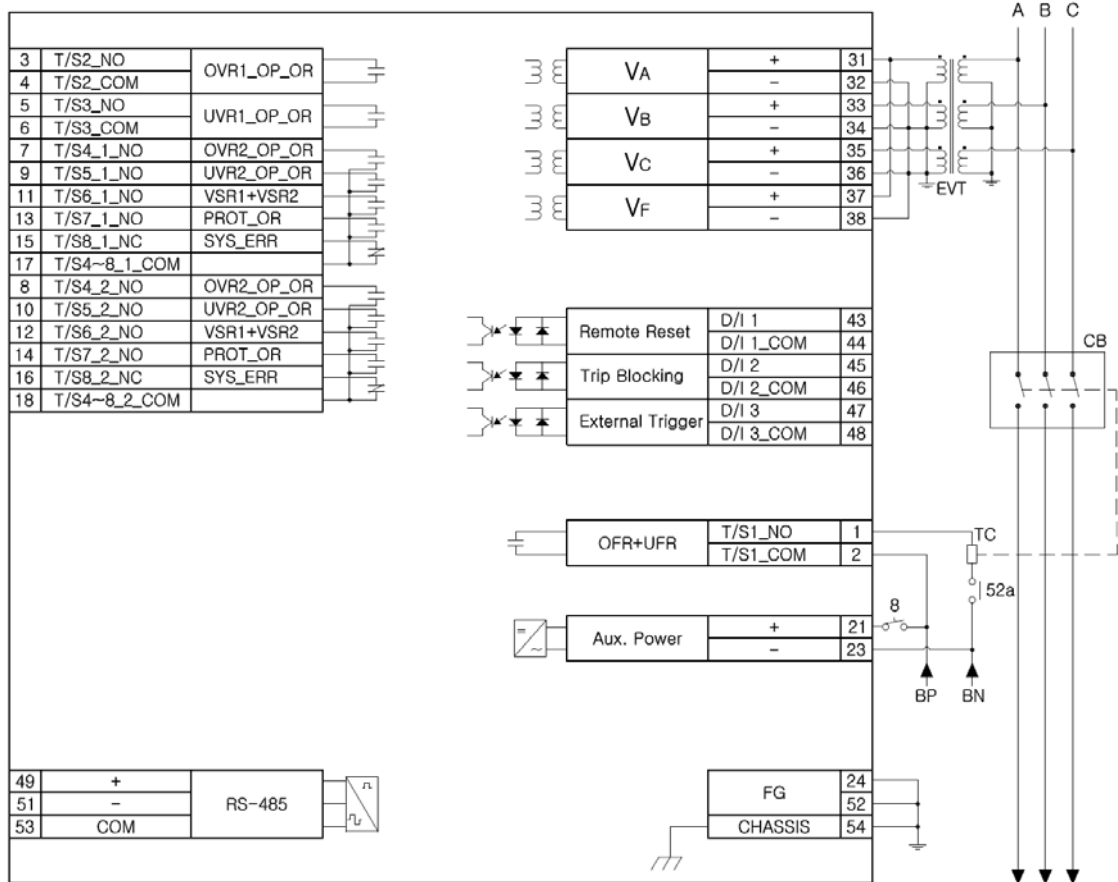 A B C
3 T/S2_NO OVR1_OP_OR
4 T/S2_COM
5 T/S3_NO UVR1_OP_OR
6 T/S3_COM
7 T/S4_1_NO OVR2_OP_OR
9 T/S5_1_NO UVR2_OP_OR
11 T/S6_1_NO VSR1+VSR2
13 T/S7_1_NO PROT_OR
15 T/S8_1_NC SYS_ERR
17 T/S4~8_1_COM
8 T/S4_2_NO OVR2_OP_OR
10 T/S5_2_NO UVR2_OP_OR
12 T/S6_2_NO VSR1+VSR2
14 T/S7_2_NO PROT_OR
16 T/S8_2_NC SYS_ERR
18 T/S4~8_2_COM
VA + 31
− 32
VB + 33
− 34
VC + 35
− 36
VF + 37
− 38
EVT
Remote Reset D/I 1 43
D/I 1_COM 44
Trip Blocking D/I 2 45
D/I 2_COM 46
External Trigger D/I 3 47
D/I 3_COM 48
CB
OFR+UFR T/S1_NO 1
T/S1_COM 2
TC
52a
8
Aux. Power + 21
− 23
BP BN
49 + RS-485
51 −
53 COM
FG 24
52
CHASSIS 54